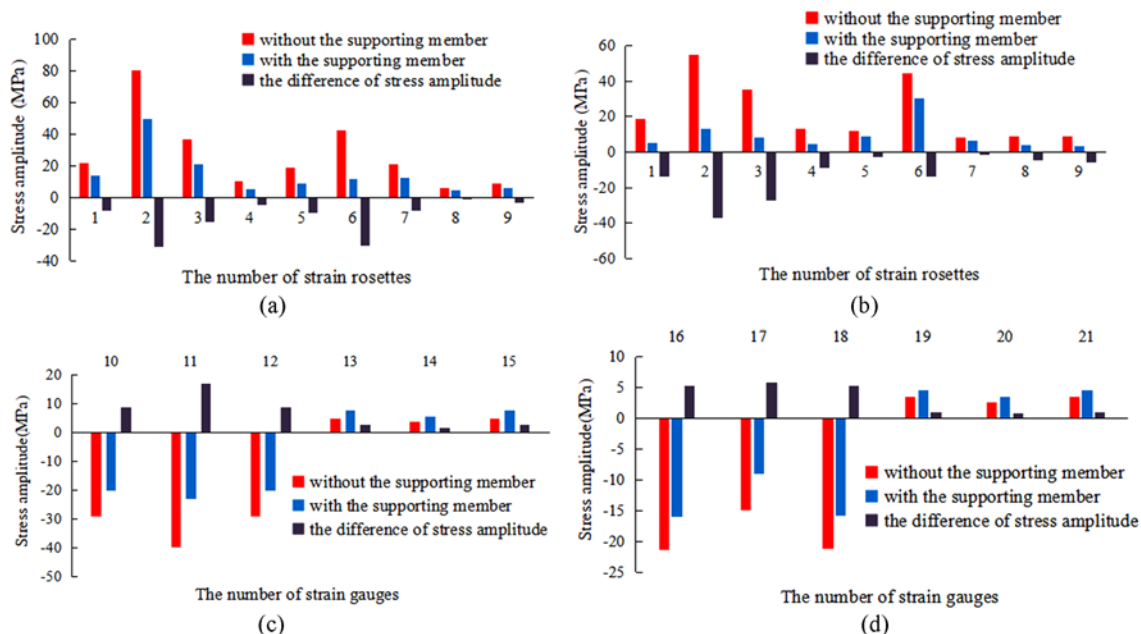 (a)
100
80
60
40
20
0
-20
-40
Stress amplitude (MPa)
without the supporting member
with the supporting member
the difference of stress amplitude
1 2 3 4 5 6 7 8 9
The number of strain rosettes
(a)
(b)
60
40
20
0
-20
-40
-60
Stress amplitude (MPa)
without the supporting member
with the supporting member
the difference of stress amplitude
1 2 3 4 5 6 7 8 9
The number of strain rosettes
(b)
(c)
10 11 12 13 14 15
20
10
0
-10
-20
-30
-40
-50
Stress amplitude(MPa)
without the supporting member
with the supporting member
the difference of stress amplitude
The number of strain gauges
(c)
(d)
16 17 18 19 20 21
10
5
0
-5
-10
-15
-20
-25
Stress amplitude(MPa)
without the supporting member
with the supporting member
the difference of stress amplitude
The number of strain gauges
(d)